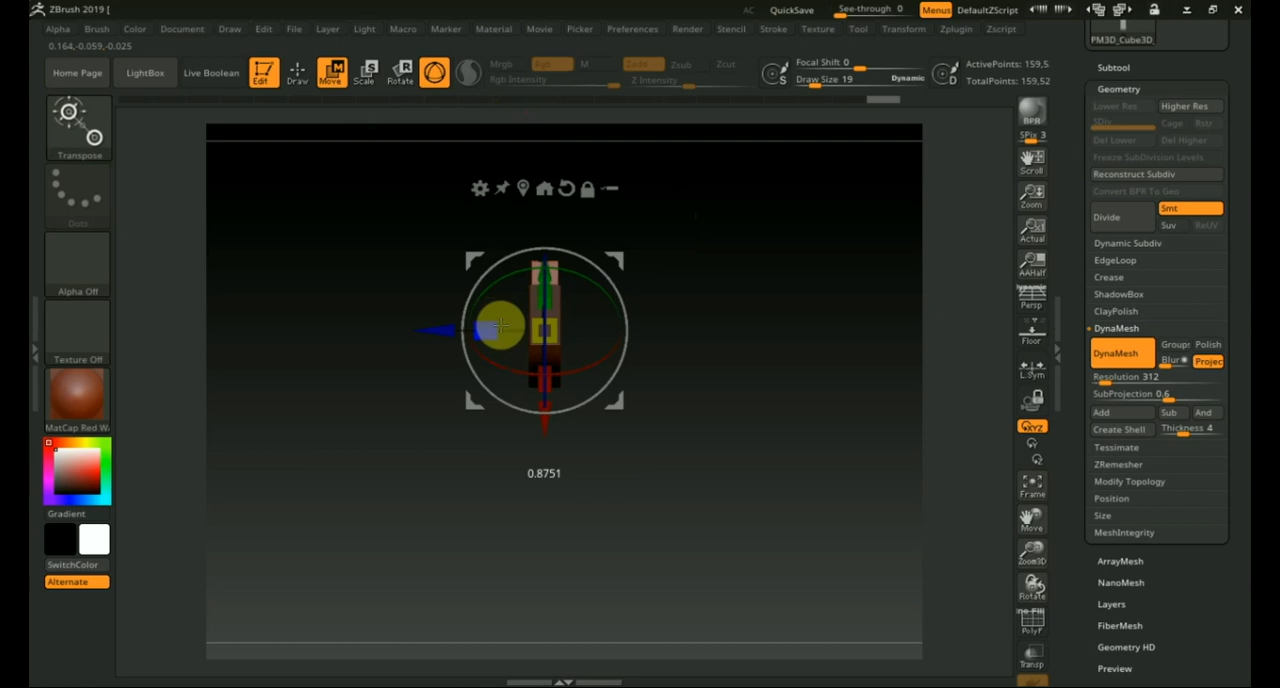 ZBrush 2019 [
AC QuickSave See-through 0 Menus DefaultZScript
Alpha Brush Color Document Draw Edit File Layer Light Macro Marker Material Movie Picker Preferences Render Stencil Stroke Texture Tool Transform Zplugin Zscript
0.164,-0.059,-0.025
Home Page LightBox Live Boolean Edit Draw Move Scale Rotate
Mrgb Rgb M Zadd Zsub Zcut
Rgb Intensity Z Intensity
Focal Shift 0
Draw Size 19 Dynamic
ActivePoints: 159,5
TotalPoints: 159,52
Transpose
Dots
Alpha Off
Texture Off
MatCap Red Wa
Gradient
SwitchColor
Alternate
0.8751
BPR
SPix 3
Scroll
Zoom
Actual
AAHalf
Dynamic
Persp
Floor
L.Sym
XYZ
Frame
Move
Zoom3D
Rotate
PolyF
Transp
PM3D_Cube3D_
Subtool
Geometry
Lower Res Higher Res
SDiv Cage Rstr
Del Lower Del Higher
Freeze SubDivision Levels
Reconstruct Subdiv
Convert BPR To Geo
Divide Smt
Suv ReUV
Dynamic Subdiv
EdgeLoop
Crease
ShadowBox
ClayPolish
DynaMesh
DynaMesh Groups Polish
Blur Projec
Resolution 312
SubProjection 0.6
Add Sub And
Create Shell Thickness 4
Tessimate
ZRemesher
Modify Topology
Position
Size
MeshIntegrity
ArrayMesh
NanoMesh
Layers
FiberMesh
Geometry HD
Preview